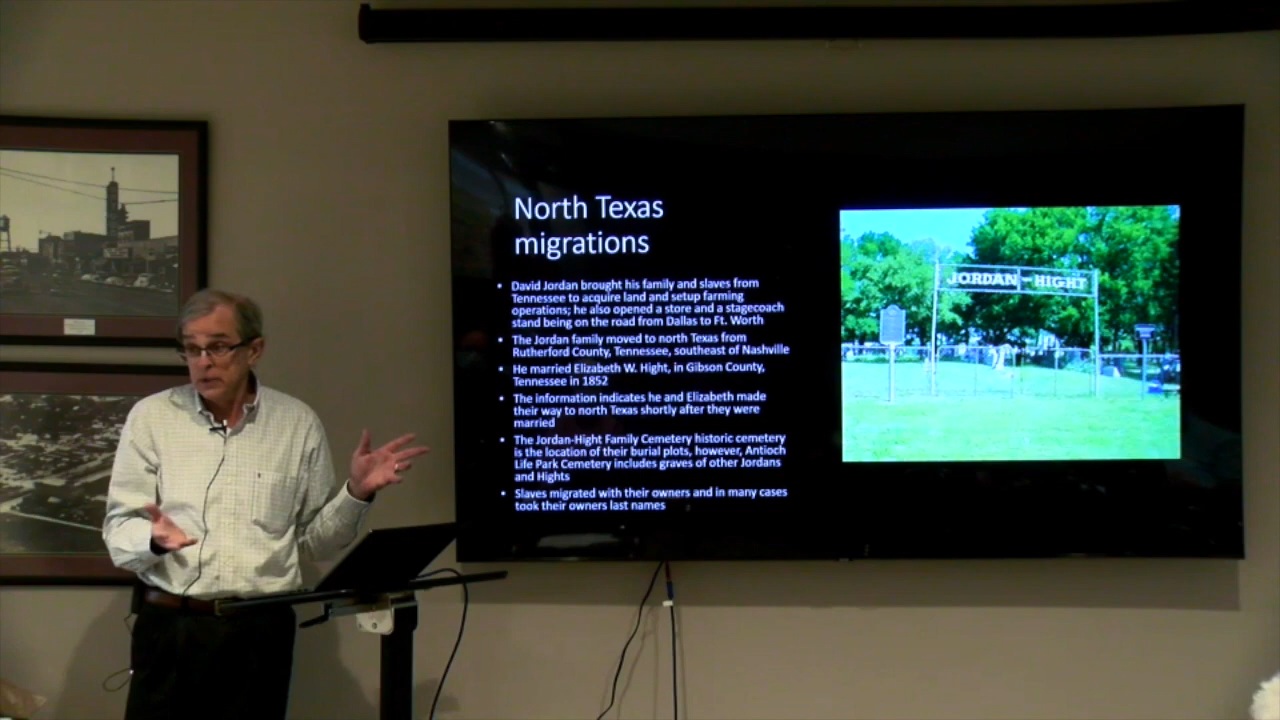 North Texas
migrations
• David Jordan brought his family and slaves from
Tennessee to acquire land and setup farming
operations; he also opened a store and a stagecoach
stand being on the road from Dallas to Ft. Worth
• The Jordan family moved to north Texas from
Rutherford County, Tennessee, southeast of Nashville
• He married Elizabeth W. Hight, in Gibson County,
Tennessee in 1852
• The information indicates he and Elizabeth made
their way to north Texas shortly after they were
married
• The Jordan-Hight Family Cemetery historic cemetery
is the location of their burial plots, however, Antioch
Life Park Cemetery includes graves of other Jordans
and Hights
• Slaves migrated with their owners and in many cases
took their owners last names
JORDAN - HIGHT